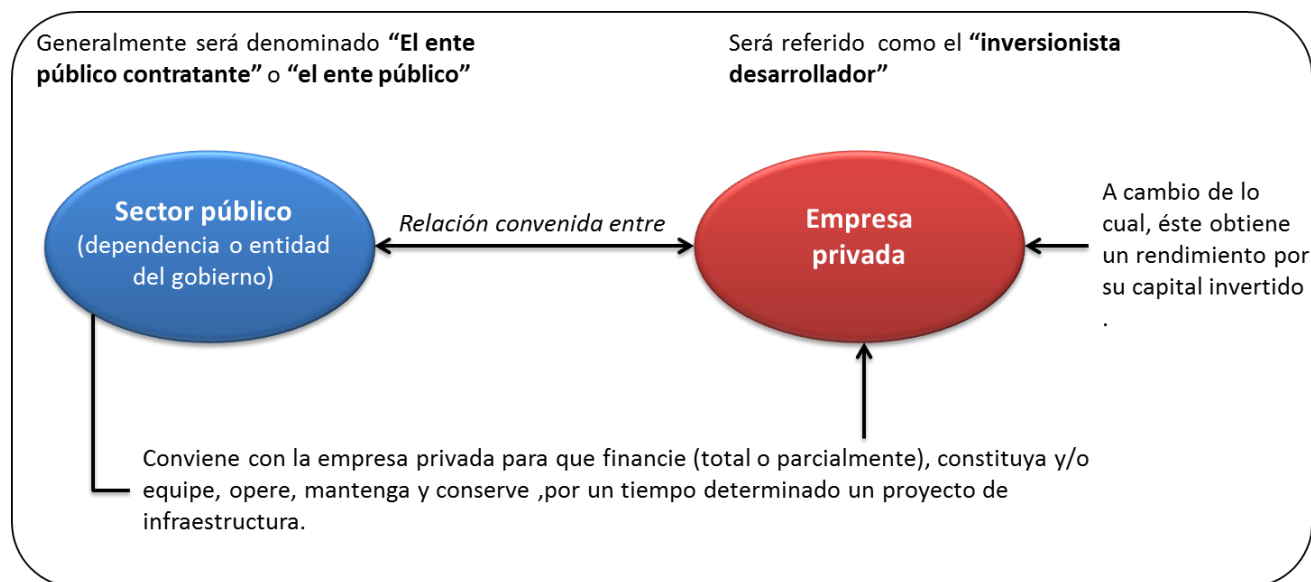 Generalmente será denominado “El ente
público contratante” o “el ente público”
Será referido como el “inversionista
desarrollador”
Sector público
(dependencia o entidad
del gobierno)
Relación convenida entre
Empresa
privada
A cambio de lo
cual, éste obtiene
un rendimiento por
su capital invertido
.
Conviene con la empresa privada para que financie (total o parcialmente), constituya y/o
equipe, opere, mantenga y conserve ,por un tiempo determinado un proyecto de
infraestructura.